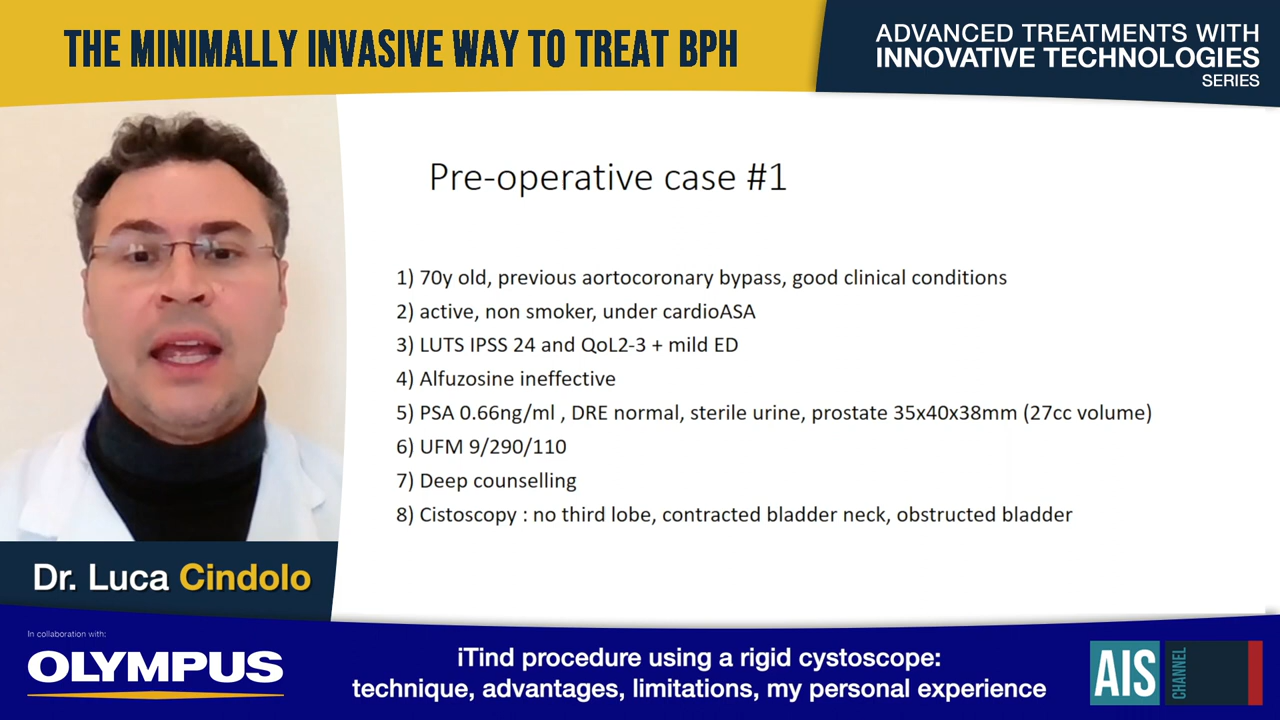 THE MINIMALLY INVASIVE WAY TO TREAT BPH
ADVANCED TREATMENTS WITH
INNOVATIVE TECHNOLOGIES
SERIES
Pre-operative case #1
1) 70y old, previous aortocoronary bypass, good clinical conditions
2) active, non smoker, under cardioASA
3) LUTS IPSS 24 and QoL2-3 + mild ED
4) Alfuzosine ineffective
5) PSA 0.66ng/ml , DRE normal, sterile urine, prostate 35x40x38mm (27cc volume)
6) UFM 9/290/110
7) Deep counselling
8) Cistoscopy : no third lobe, contracted bladder neck, obstructed bladder
Dr. Luca Cindolo
In collaboration with:
OLYMPUS
iTind procedure using a rigid cystoscope:
technique, advantages, limitations, my personal experience
AIS
CHANNEL